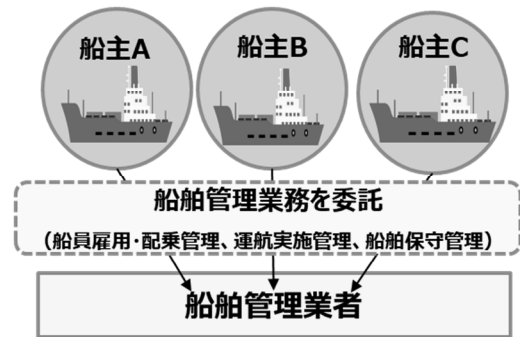 船主A
船主B
船主C
船舶管理業務を委託
（船員雇用・配乗管理、運航実施管理、船舶保守管理）
船舶管理業者